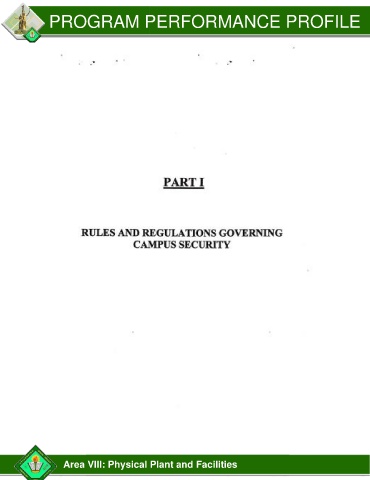 PROGRAM PERFORMANCE PROFILE
PART I
RULES AND REGULATIONS GOVERNING
CAMPUS SECURITY
Area VIII: Physical Plant and Facilities